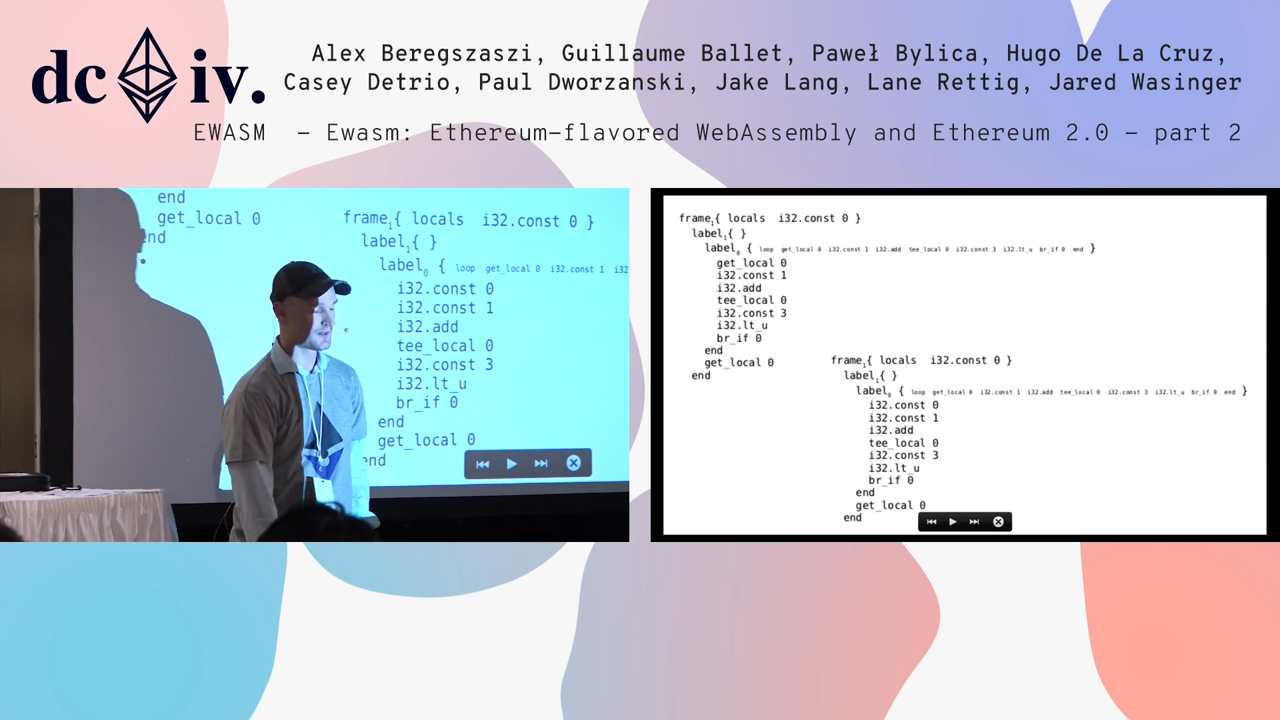 dc iv.
Alex Beregszaszi, Guillaume Ballet, Paweł Bylica, Hugo De La Cruz,
Casey Detrio, Paul Dworzanski, Jake Lang, Lane Rettig, Jared Wasinger
EWASM - Ewasm: Ethereum-flavored WebAssembly and Ethereum 2.0 - part 2
end
get_local 0
end
frame1{ locals i32.const 0 }
label1{ }
label0 { loop get_local 0 i32.const 1 i32
i32.const 0
i32.const 1
i32.add
tee_local 0
i32.const 3
i32.lt_u
br_if 0
end
get_local 0
end
frame1{ locals i32.const 0 }
label1{ }
label0 { loop get_local 0 i32.const 1 i32.add tee_local 0 i32.const 3 i32.lt_u br_if 0 end }
get_local 0
i32.const 1
i32.add
tee_local 0
i32.const 3
i32.lt_u
br_if 0
end
get_local 0
end
frame1{ locals i32.const 0 }
label1{ }
label0 { loop get_local 0 i32.const 1 i32.add tee_local 0 i32.const 3 i32.lt_u br_if 0 end }
i32.const 0
i32.const 1
i32.add
tee_local 0
i32.const 3
i32.lt_u
br_if 0
end
get_local 0
end